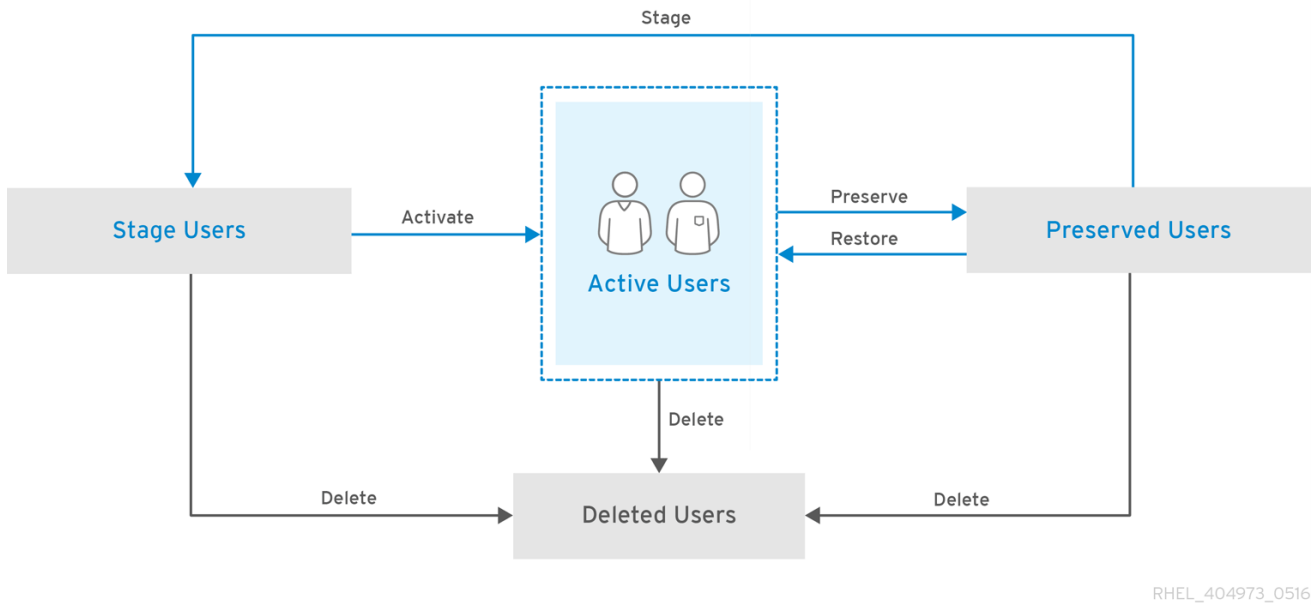 Stage
Stage Users
Activate
Active Users
Preserve
Restore
Preserved Users
Delete
Delete
Deleted Users
Delete
RHEL_404973_0516